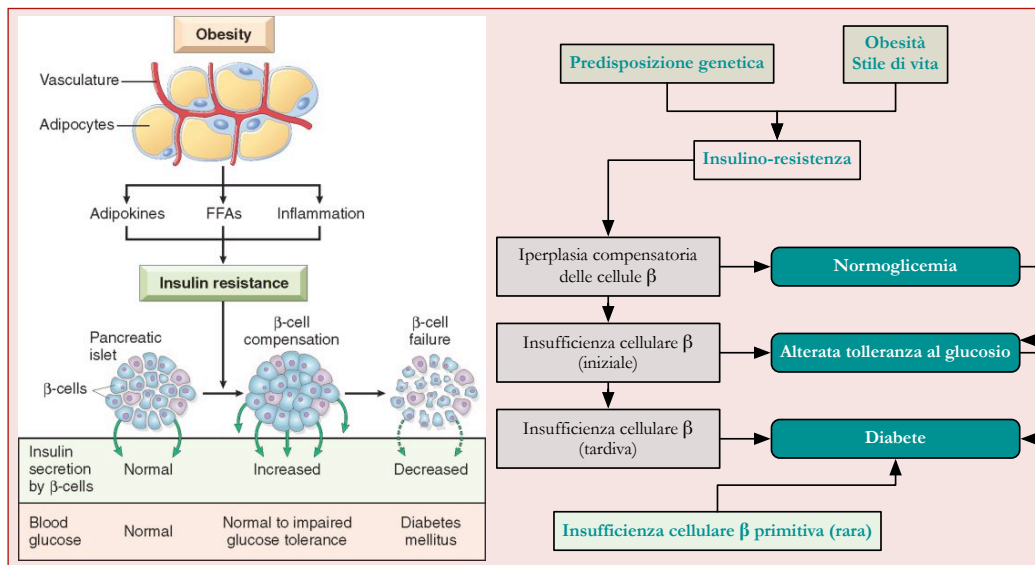 Obesity
Vasculature
Adipocytes
Adipokines FFAs Inflammation
Insulin resistance
Pancreatic
islet
β-cell
compensation
β-cell
failure
β-cells
Insulin
secretion
by β-cells
Normal
Increased
Decreased
Blood
glucose
Normal
Normal to impaired
glucose tolerance
Diabetes
mellitus
Predisposizione genetica
Obesità
Stile di vita
Insulino-resistenza
Iperplasia compensatoria
delle cellule β
Normoglicemia
Insufficienza cellulare β
(iniziale)
Alterata tolleranza al glucosio
Insufficienza cellulare β
(tardiva)
Diabete
Insufficienza cellulare β primitiva (rara)